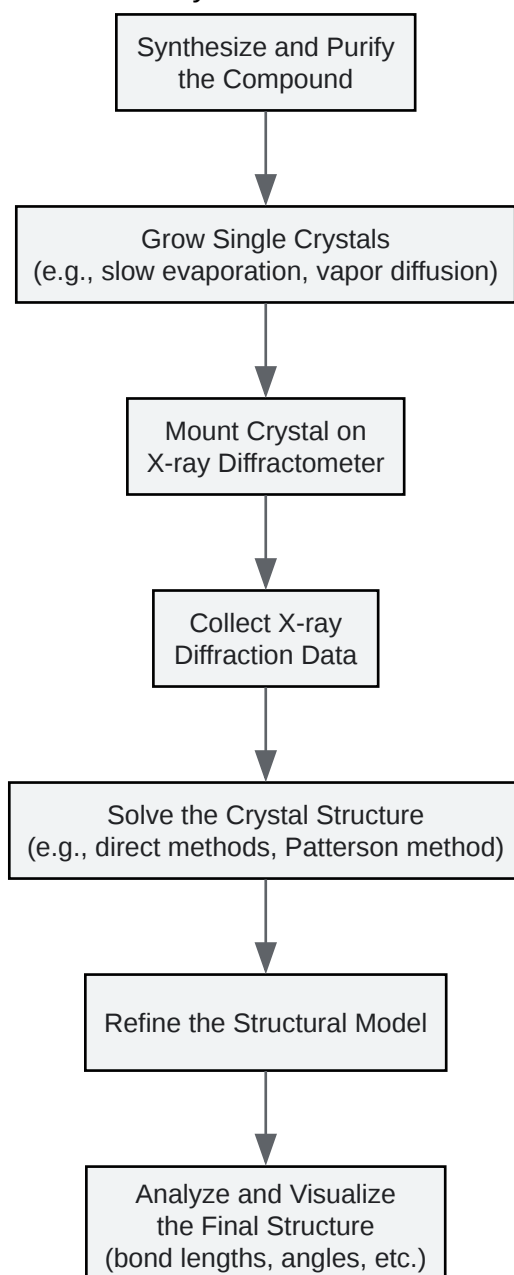 Synthesize and Purify
the Compound
Grow Single Crystals
(e.g., slow evaporation, vapor diffusion)
Mount Crystal on
X-ray Diffractometer
Collect X-ray
Diffraction Data
Solve the Crystal Structure
(e.g., direct methods, Patterson method)
Refine the Structural Model
Analyze and Visualize
the Final Structure
(bond lengths, angles, etc.)